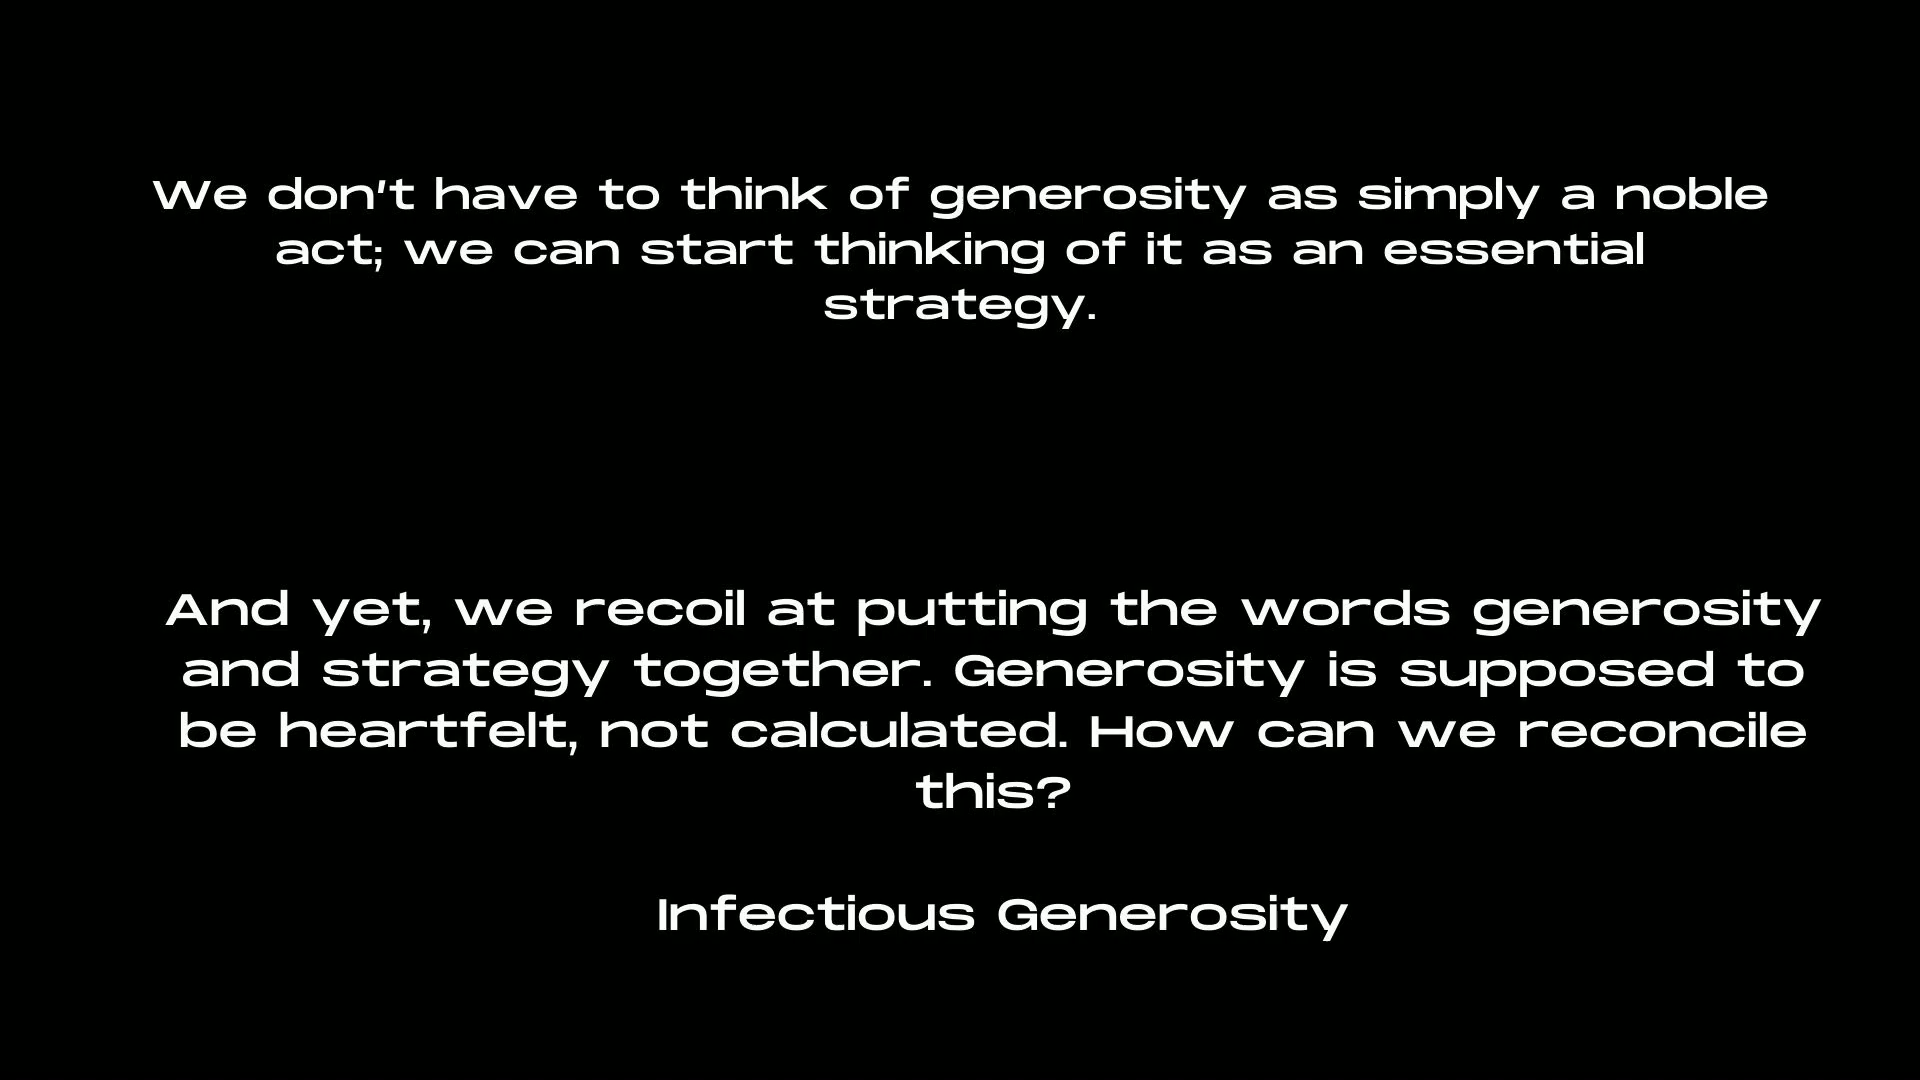 We don't have to think of generosity as simply a noble
act; we can start thinking of it as an essential
strategy.
And yet, we recoil at putting the words generosity
and strategy together. Generosity is supposed to
be heartfelt, not calculated. How can we reconcile
this?
Infectious Generosity